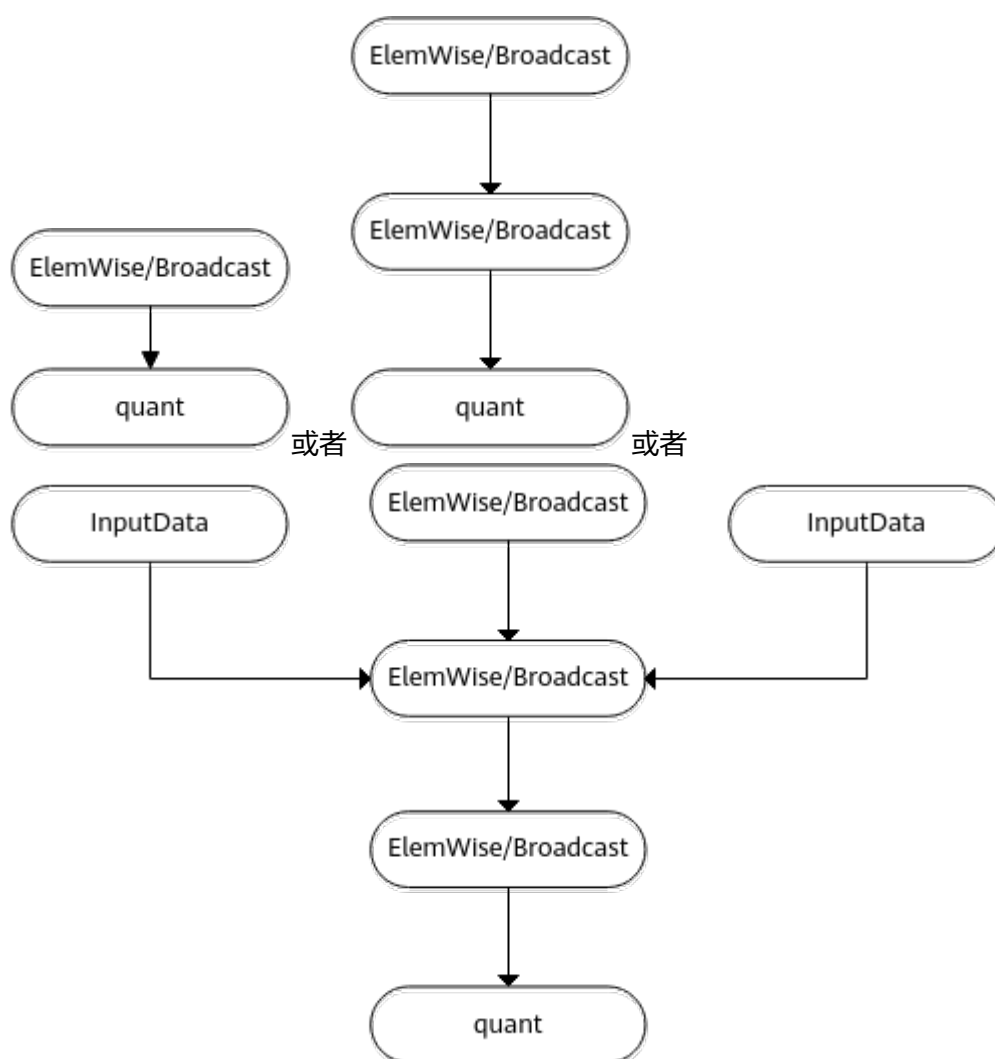 ElemWise/Broadcast
quant
或者
ElemWise/Broadcast
ElemWise/Broadcast
quant
或者
InputData
ElemWise/Broadcast
InputData
ElemWise/Broadcast
ElemWise/Broadcast
quant